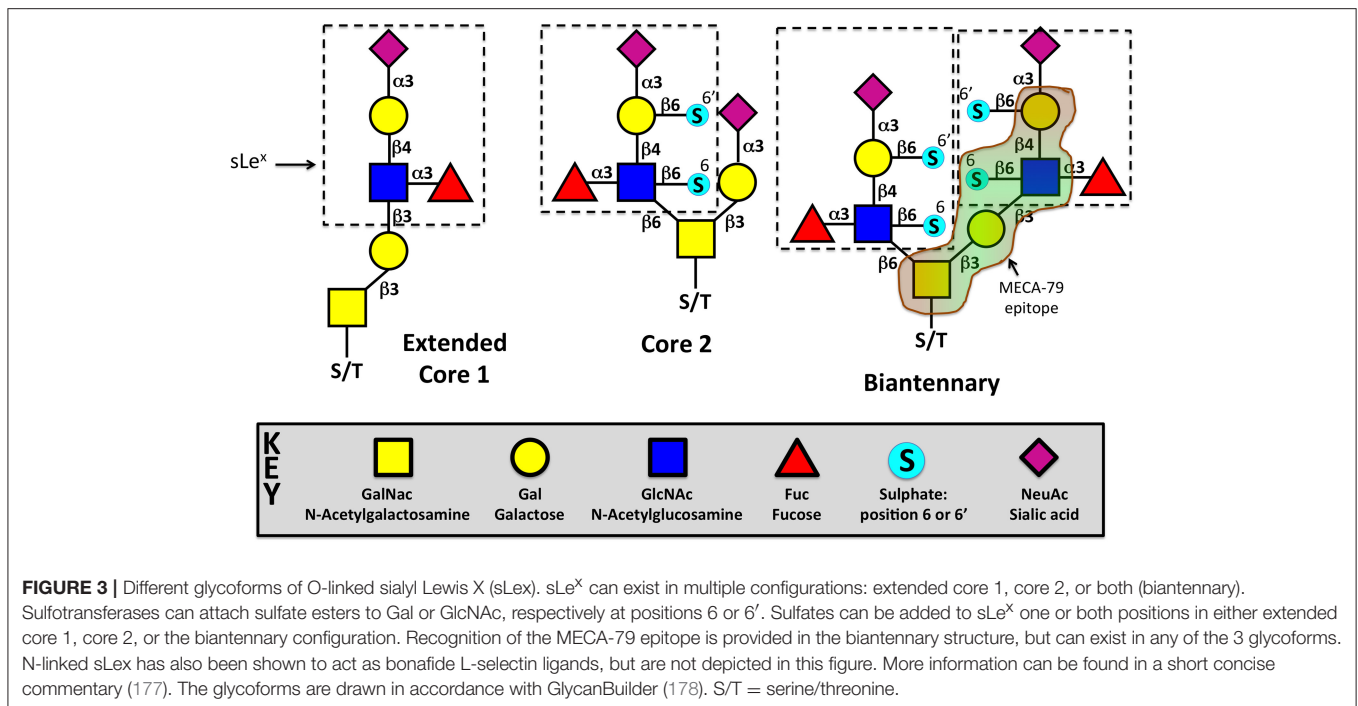 sLeˣ
α3
β4
α3
β3
β3
S/T
Extended
Core 1
α3
6′
β6
S
α3
β4
6
α3
β6
S
β6
β3
S/T
Core 2
α3
6′
β6
S
β4
6
α3
β6
S
β6
α3
6′
S
β6
β4
6
S
β6
α3
β3
β3
MECA-79
epitope
S/T
Biantennary
KEY
GalNac
N-Acetylgalactosamine
Gal
Galactose
GlcNAc
N-Acetylglucosamine
Fuc
Fucose
S
Sulphate:
position 6 or 6’
NeuAc
Sialic acid
FIGURE 3 | Different glycoforms of O-linked sialyl Lewis X (sLex). sLeˣ can exist in multiple configurations: extended core 1, core 2, or both (biantennary).
Sulfotransferases can attach sulfate esters to Gal or GlcNAc, respectively at positions 6 or 6′. Sulfates can be added to sLeˣ one or both positions in either extended
core 1, core 2, or the biantennary configuration. Recognition of the MECA-79 epitope is provided in the biantennary structure, but can exist in any of the 3 glycoforms.
N-linked sLex has also been shown to act as bonafide L-selectin ligands, but are not depicted in this figure. More information can be found in a short concise
commentary (177). The glycoforms are drawn in accordance with GlycanBuilder (178). S/T = serine/threonine.